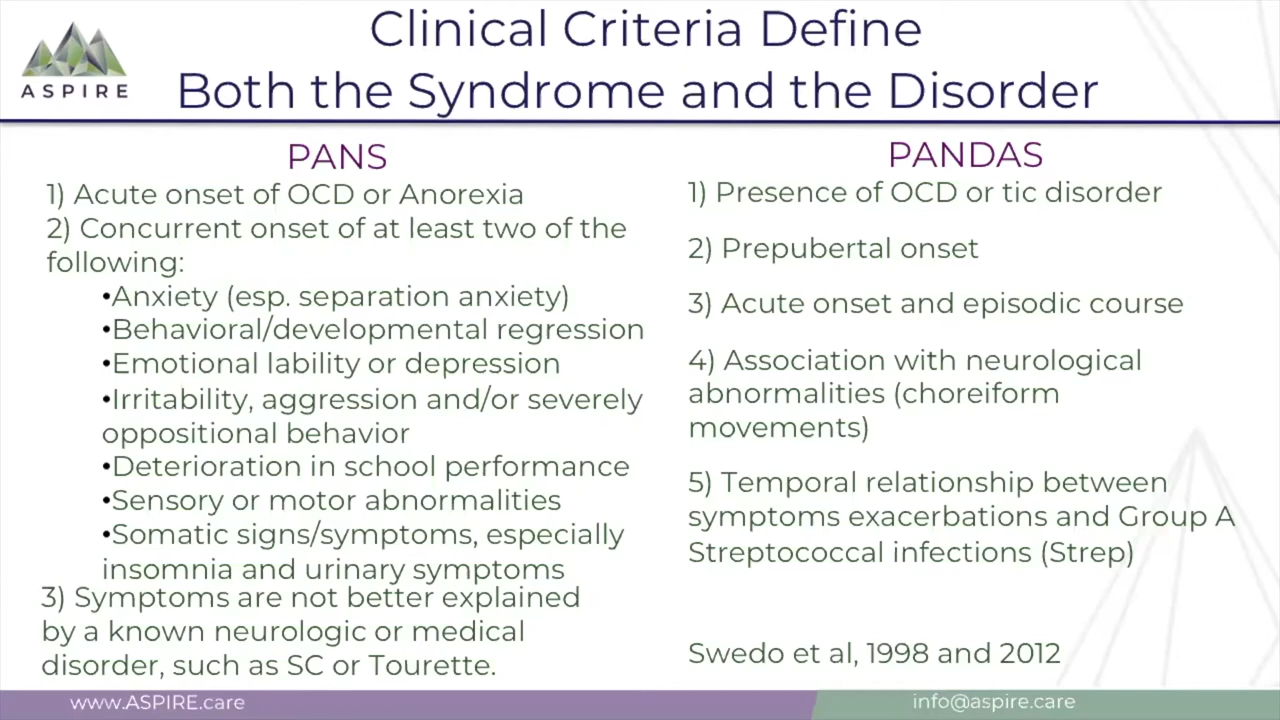 Clinical Criteria Define
Both the Syndrome and the Disorder
ASPIRE
PANS
1) Acute onset of OCD or Anorexia
2) Concurrent onset of at least two of the
following:
•Anxiety (esp. separation anxiety)
•Behavioral/developmental regression
•Emotional lability or depression
•Irritability, aggression and/or severely
oppositional behavior
•Deterioration in school performance
•Sensory or motor abnormalities
•Somatic signs/symptoms, especially
insomnia and urinary symptoms
3) Symptoms are not better explained
by a known neurologic or medical
disorder, such as SC or Tourette.
PANDAS
1) Presence of OCD or tic disorder
2) Prepubertal onset
3) Acute onset and episodic course
4) Association with neurological
abnormalities (choreiform
movements)
5) Temporal relationship between
symptoms exacerbations and Group A
Streptococcal infections (Strep)
Swedo et al, 1998 and 2012
www.ASPIRE.care
info@aspire.care